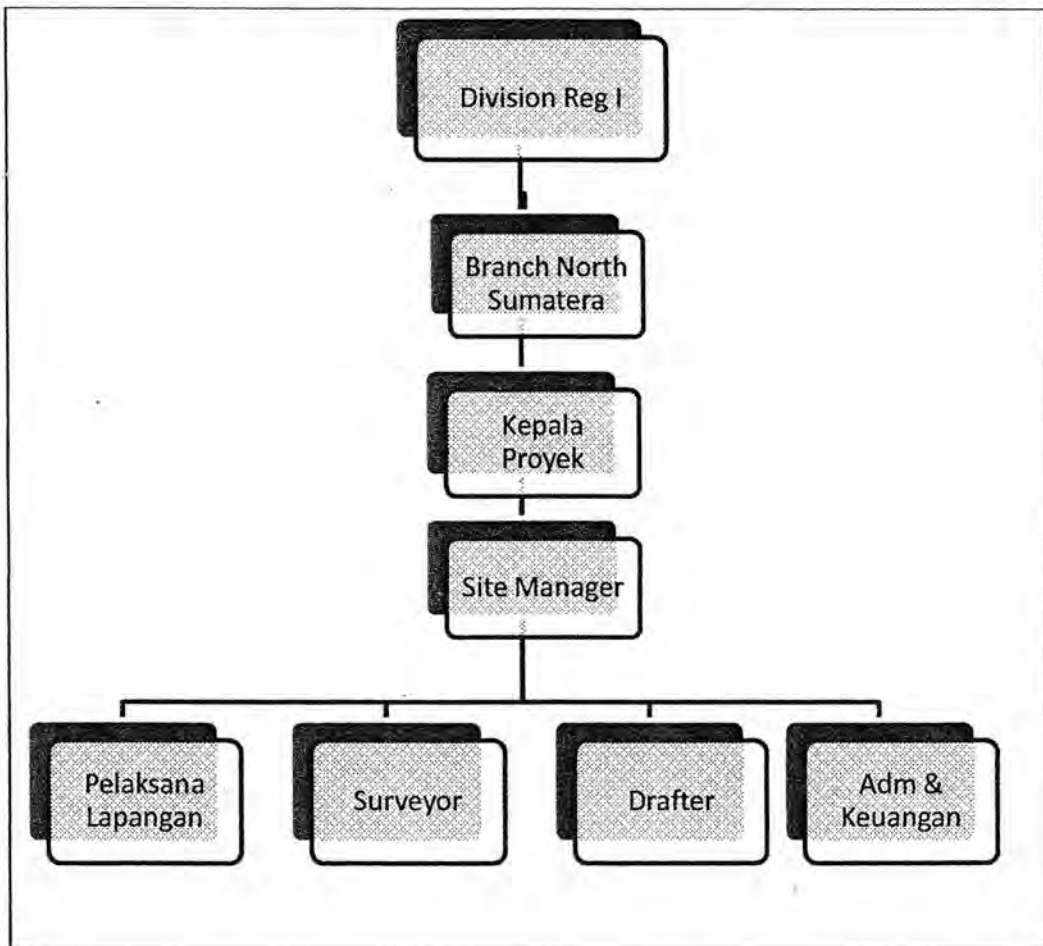 Division Reg I
Branch North
Sumatera
Kepala
Proyek
Site Manager
Pelaksana
Lapangan
Surveyor
Drafter
Adm &
Keuangan